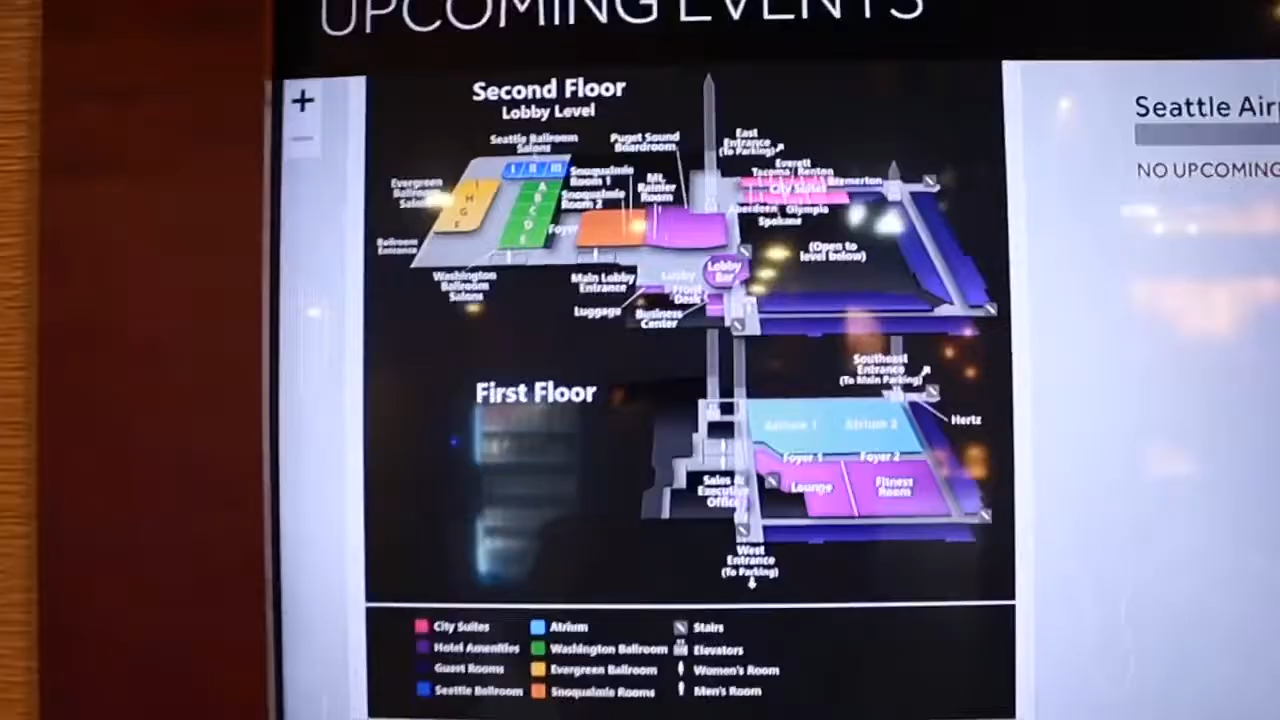 UPCOMING EVENTS
Second Floor
Lobby Level
Seattle Ballroom
Salons
Puget Sound
Boardroom
East
Entrance
(To Parking)
Everett
Tacoma Renton
Bremerton
City Suites
Aberdeen Olympia
Spokane
Evergreen
Ballroom
Salons
I / II / III
Snoqualmie
Room 1
Snoqualmie
Room 2
Mt.
Rainier
Room
H
G
F
A
B
C
D
E
Foyer
Ballroom
Entrance
(Open to
level below)
Washington
Ballroom
Salons
Main Lobby
Entrance
Lobby
Lobby
Bar
Front
Desk
Luggage
Business
Center
Seattle Air
NO UPCOMING
First Floor
Southeast
Entrance
(To Main Parking)
Hertz
Atrium 1 Atrium 2
Foyer 1 Foyer 2
Lounge
Fitness
Room
Sales &
Executive
Office
West
Entrance
(To Parking)
City Suites
Hotel Amenities
Guest Rooms
Seattle Ballroom
Atrium
Washington Ballroom
Evergreen Ballroom
Snoqualmie Rooms
Stairs
Elevators
Women's Room
Men's Room